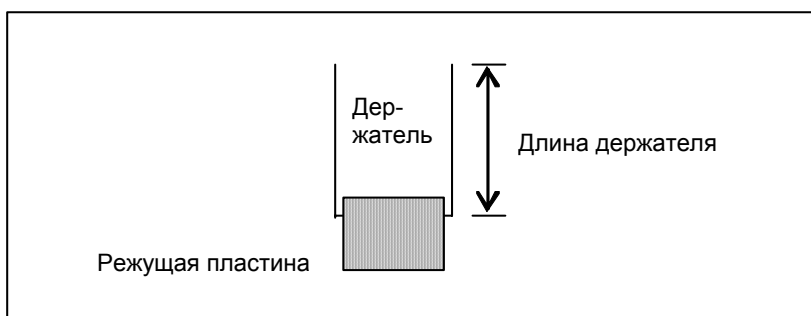 Дер-
жатель
Длина держателя
Режущая пластина